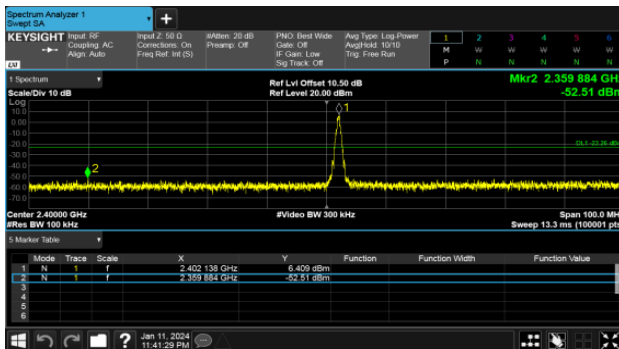 Spectrum Analyzer 1
Swept SA
+
KEYSIGHT Input: RF Input Z: 50 Ω #Atten: 20 dB PNO: Best Wide Avg Type: Log-Power 1 2 3 4 5 6
Coupling: AC Corrections: On Preamp: Off Gate: Off Avg|Hold: 10/10 M W W W W W
Align: Auto Freq Ref: Int (S) IF Gain: Low Trig: Free Run
Sig Track: Off P N N N N N
LXI
1 Spectrum Ref Lvl Offset 10.50 dB Mkr2 2.359 884 GHz
Scale/Div 10 dB Ref Level 20.00 dBm -52.51 dBm
Log
10.0
0.00
-10.0
-20.0
-30.0
-40.0
-50.0
-60.0
-70.0
1
DL1 -23.26 dB
2
Center 2.40000 GHz #Video BW 300 kHz Span 100.0 MH
#Res BW 100 kHz Sweep 13.3 ms (100001 pts
5 Marker Table
Mode Trace Scale X Y Function Function Width Function Value
1 N 1 f 2.402 138 GHz 6.409 dBm
2 N 1 f 2.359 884 GHz -52.51 dBm
3
4
5
6
? Jan 11, 2024
11:41:29 PM